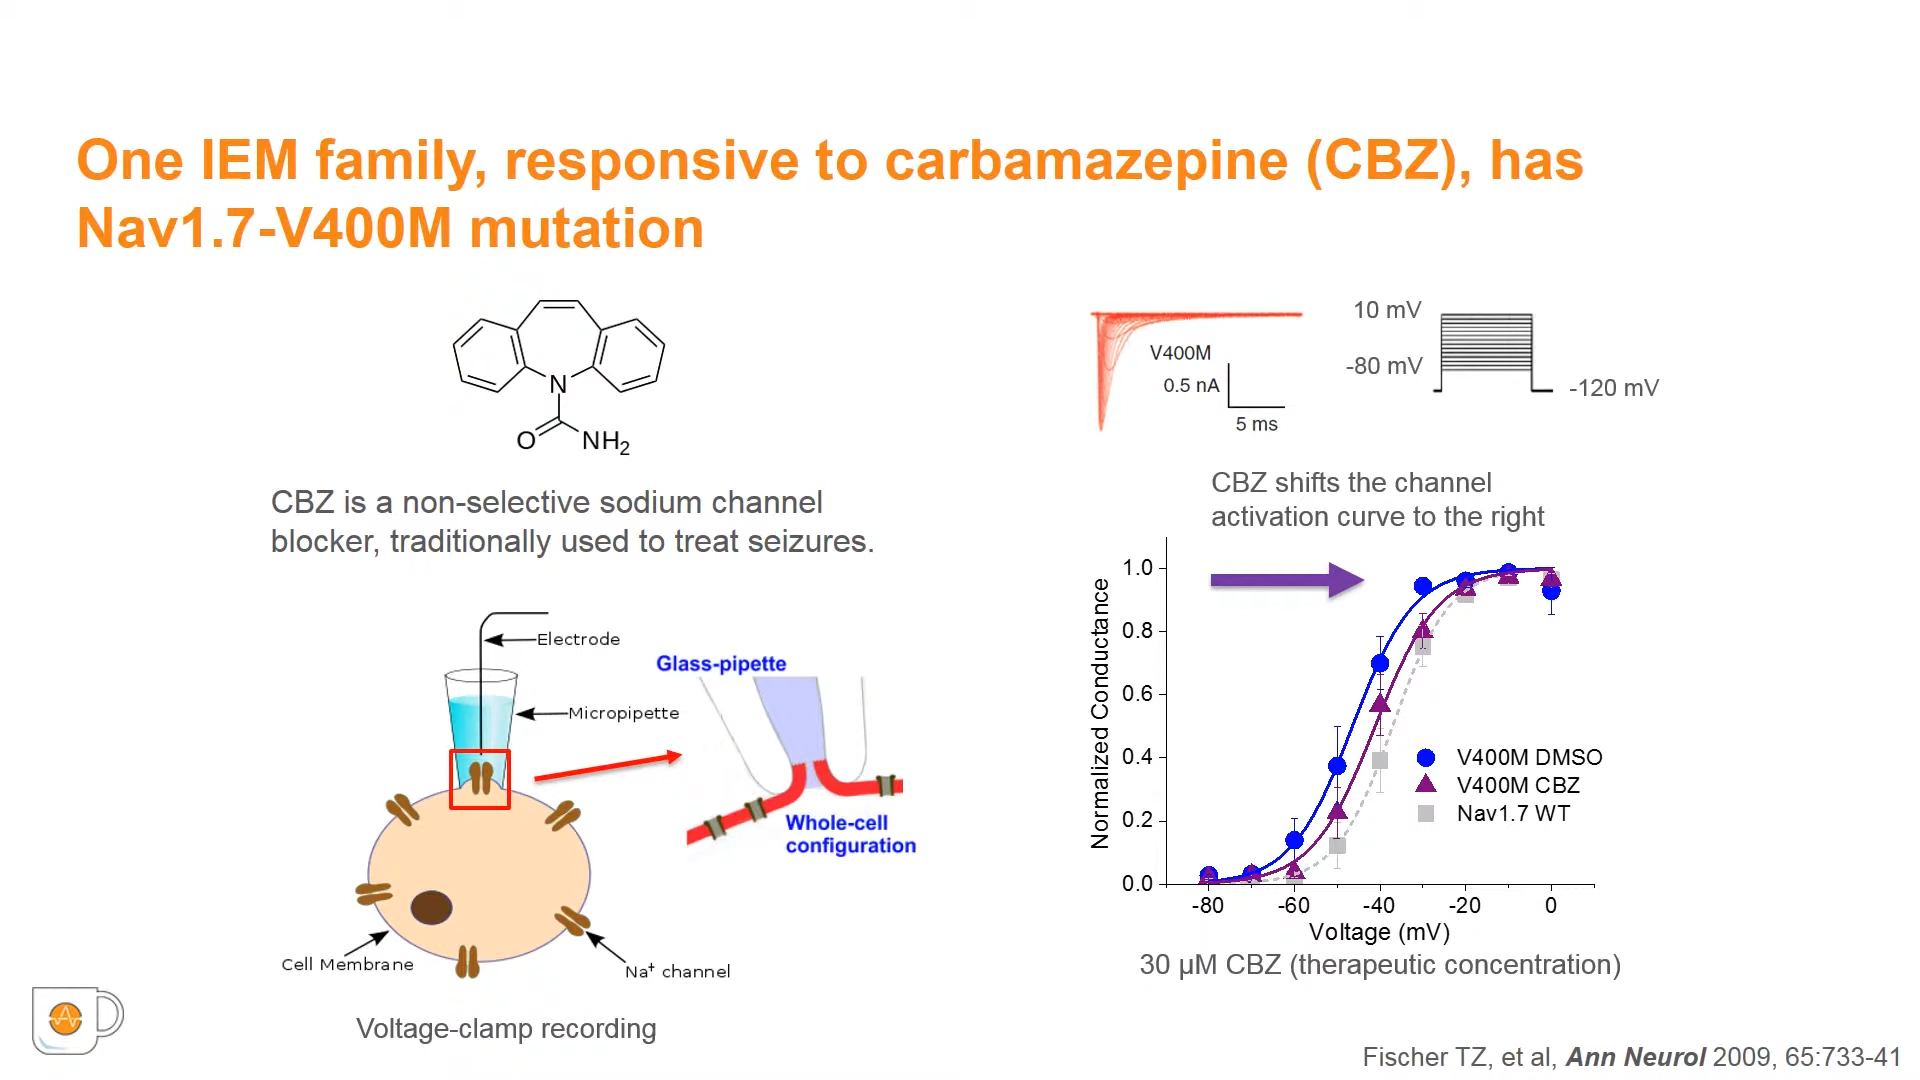 One IEM family, responsive to carbamazepine (CBZ), has
Nav1.7-V400M mutation
N
O
NH2
CBZ is a non-selective sodium channel
blocker, traditionally used to treat seizures.
Electrode
Micropipette
Glass-pipette
Whole-cell
configuration
Cell Membrane
Na+ channel
Voltage-clamp recording
V400M
0.5 nA
5 ms
10 mV
-80 mV
-120 mV
CBZ shifts the channel
activation curve to the right
Normalized Conductance
1.0
0.8
0.6
0.4
0.2
0.0
V400M DMSO
V400M CBZ
Nav1.7 WT
-80 -60 -40 -20 0
Voltage (mV)
30 µM CBZ (therapeutic concentration)
Fischer TZ, et al, Ann Neurol 2009, 65:733-41